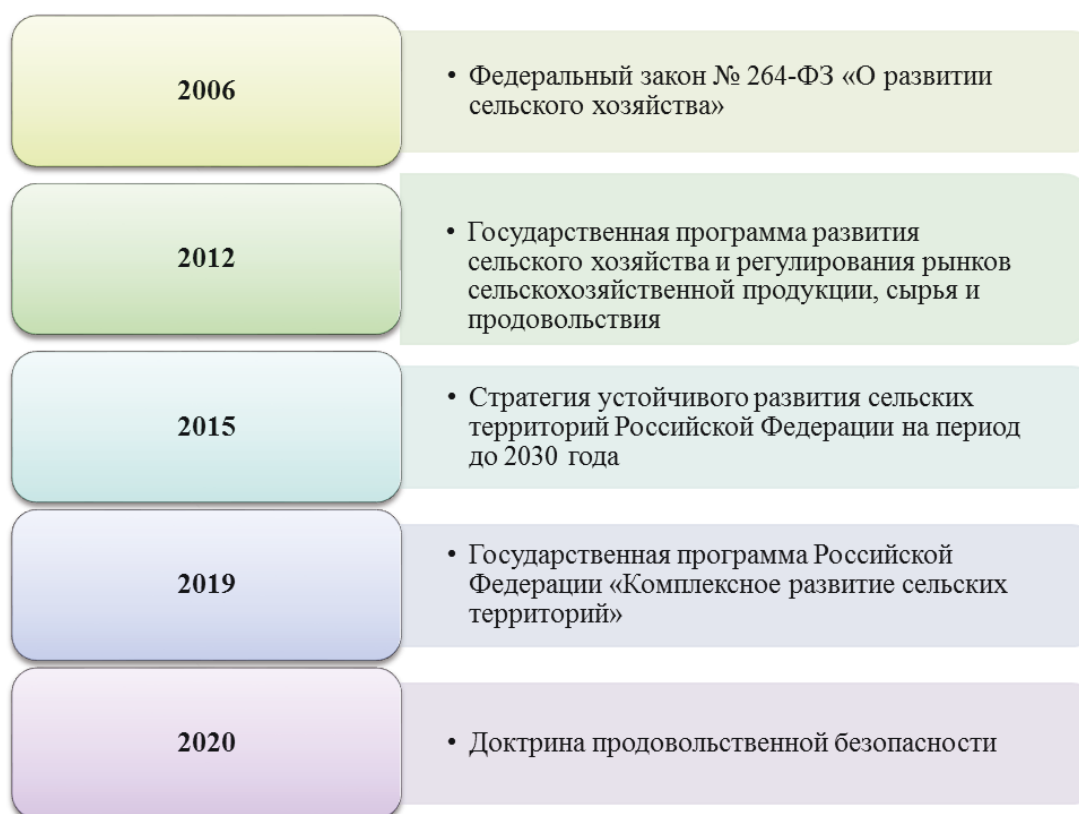 2006
• Федеральный закон № 264-ФЗ «О развитии
сельского хозяйства»
2012
• Государственная программа развития
сельского хозяйства и регулирования рынков
сельскохозяйственной продукции, сырья и
продовольствия
2015
• Стратегия устойчивого развития сельских
территорий Российской Федерации на период
до 2030 года
2019
• Государственная программа Российской
Федерации «Комплексное развитие сельских
территорий»
2020
• Доктрина продовольственной безопасности